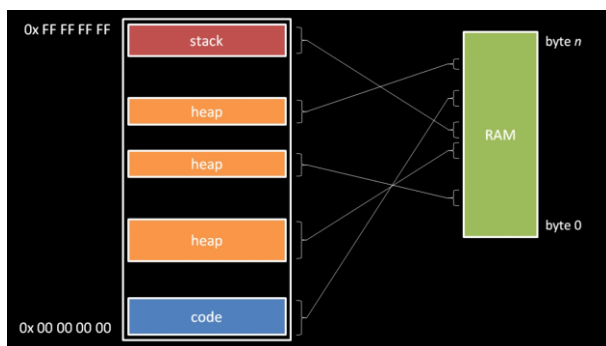 0x FF FF FF FF
stack
byte n
heap
RAM
heap
heap
byte 0
code
0x 00 00 00 00